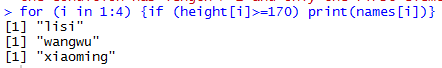 > for (i in 1:4) {if (height[i]>=170) print(names[i])}
[1] "lisi"
[1] "wangwu"
[1] "xiaoming"